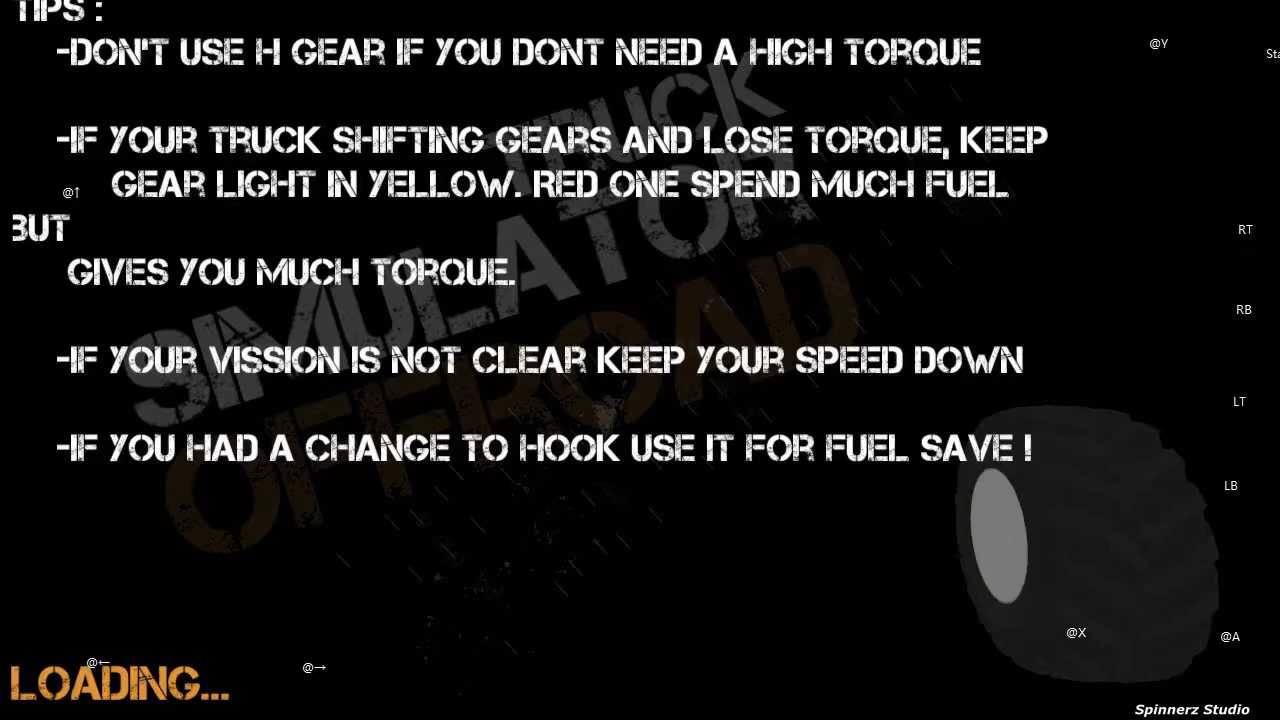 TIPS :
-DON'T USE H GEAR IF YOU DONT NEED A HIGH TORQUE
@Y
Sta
-IF YOUR TRUCK SHIFTING GEARS AND LOSE TORQUE, KEEP
@↑ GEAR LIGHT IN YELLOW. RED ONE SPEND MUCH FUEL
BUT
RT
GIVES YOU MUCH TORQUE.
RB
-IF YOUR VISSION IS NOT CLEAR KEEP YOUR SPEED DOWN
LT
-IF YOU HAD A CHANGE TO HOOK USE IT FOR FUEL SAVE !
LB
TRUCK
SIMULATOR
OFFROAD
@X
@A
@←
@→
LOADING...
Spinnerz Studio